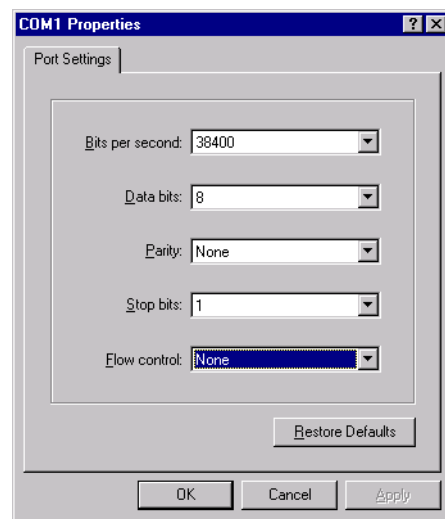 COM1 Properties
Port Settings
Bits per second: 38400
Data bits: 8
Parity: None
Stop bits: 1
Flow control: None
Restore Defaults
OK Cancel Apply